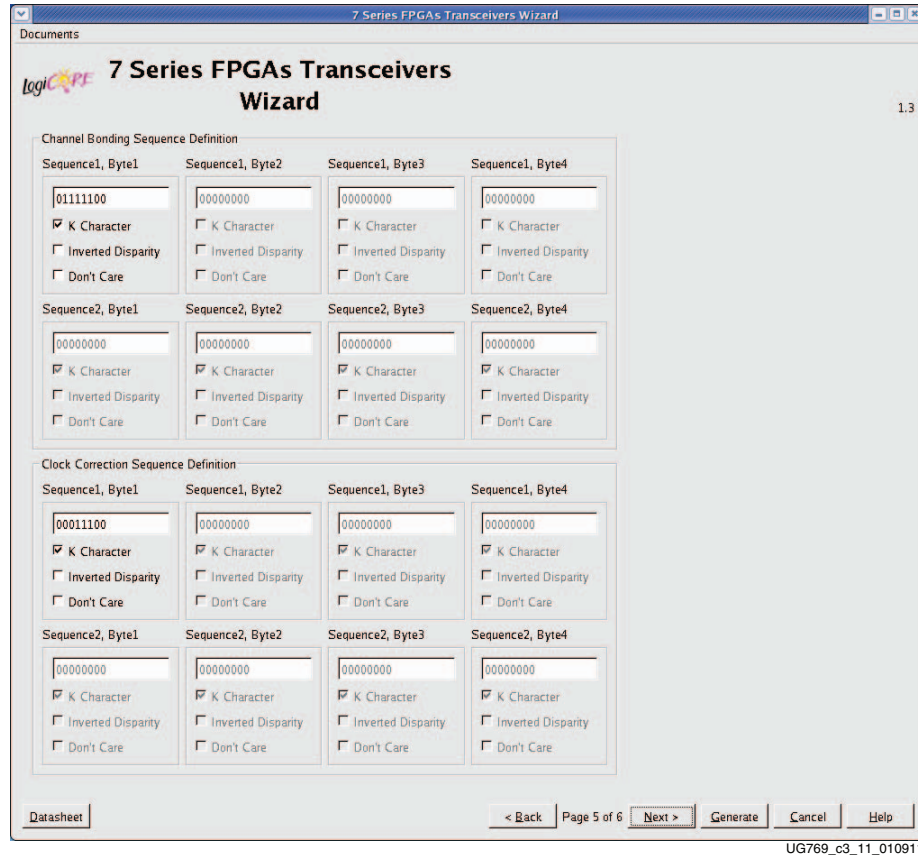 7 Series FPGAs Transceivers Wizard
Documents
logiCORE
7 Series FPGAs Transceivers
Wizard
1.3
Channel Bonding Sequence Definition
Sequence1, Byte1 Sequence1, Byte2 Sequence1, Byte3 Sequence1, Byte4
01111100 00000000 00000000 00000000
K Character K Character K Character K Character
Inverted Disparity Inverted Disparity Inverted Disparity Inverted Disparity
Don't Care Don't Care Don't Care Don't Care
Sequence2, Byte1 Sequence2, Byte2 Sequence2, Byte3 Sequence2, Byte4
00000000 00000000 00000000 00000000
K Character K Character K Character K Character
Inverted Disparity Inverted Disparity Inverted Disparity Inverted Disparity
Don't Care Don't Care Don't Care Don't Care
Clock Correction Sequence Definition
Sequence1, Byte1 Sequence1, Byte2 Sequence1, Byte3 Sequence1, Byte4
00011100 00000000 00000000 00000000
K Character K Character K Character K Character
Inverted Disparity Inverted Disparity Inverted Disparity Inverted Disparity
Don't Care Don't Care Don't Care Don't Care
Sequence2, Byte1 Sequence2, Byte2 Sequence2, Byte3 Sequence2, Byte4
00000000 00000000 00000000 00000000
K Character K Character K Character K Character
Inverted Disparity Inverted Disparity Inverted Disparity Inverted Disparity
Don't Care Don't Care Don't Care Don't Care
Datasheet < Back Page 5 of 6 Next > Generate Cancel Help
UG769_c3_11_01091